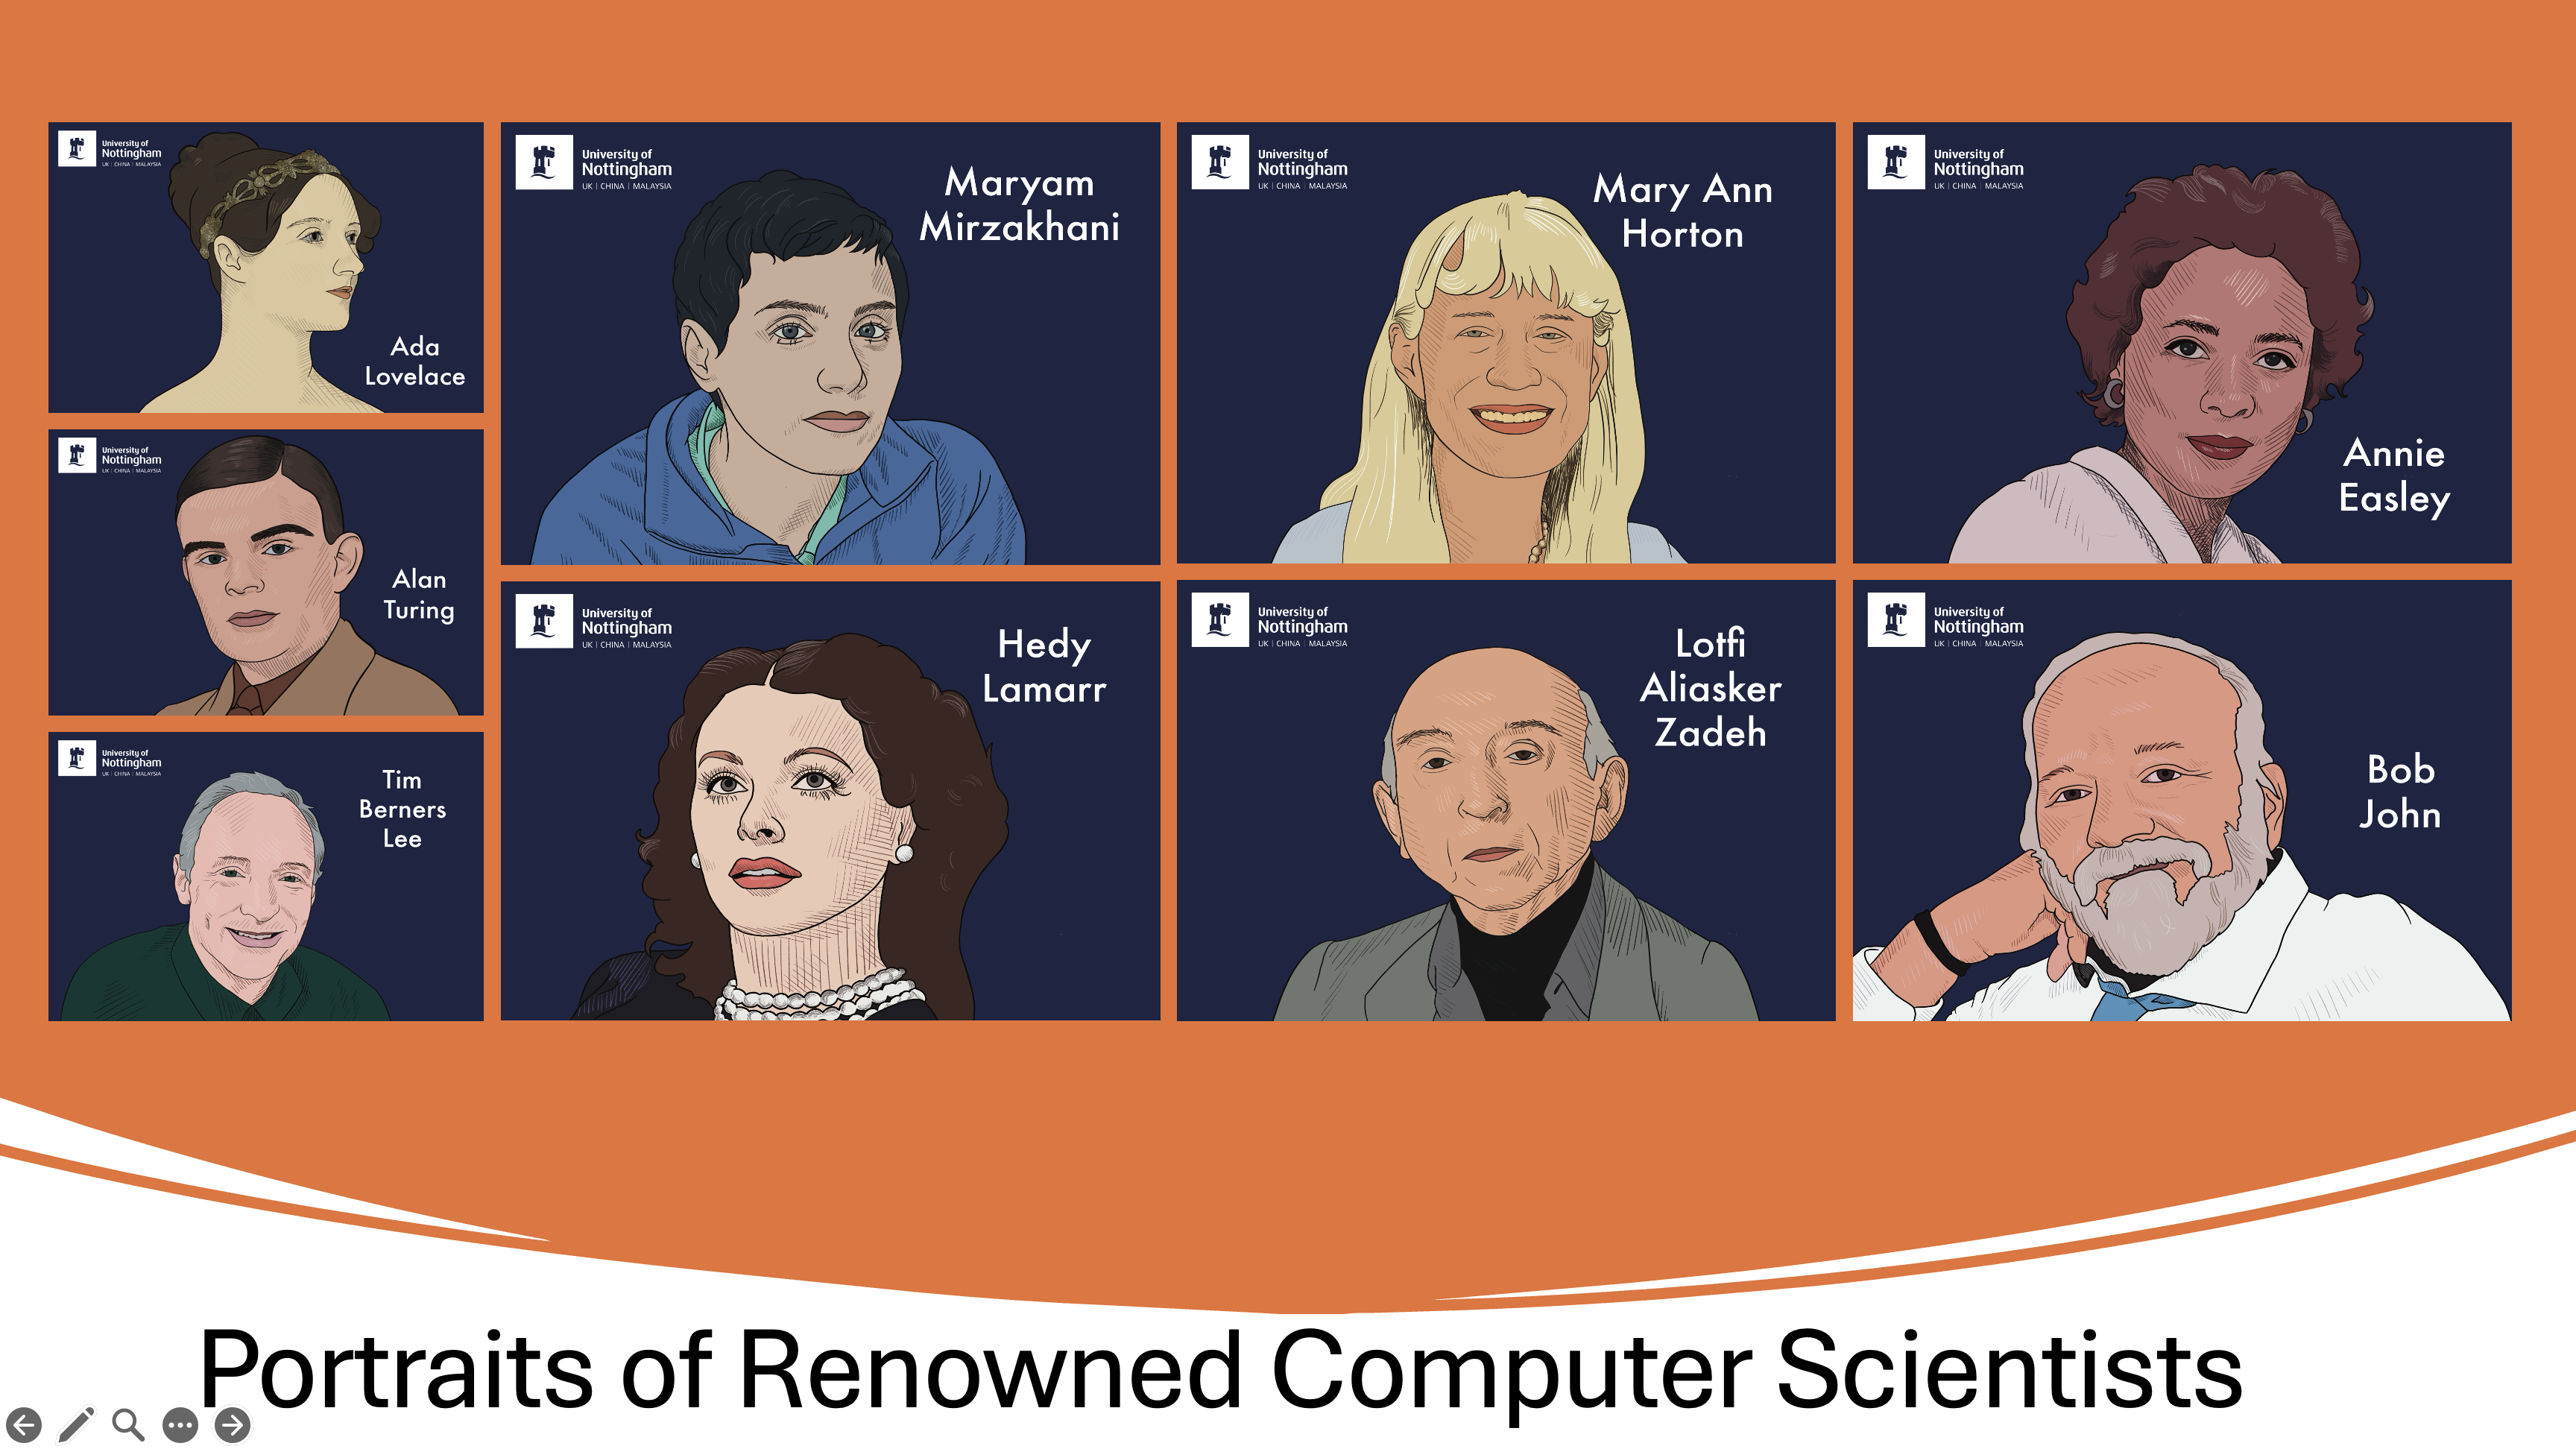 University of
Nottingham
UK | CHINA | MALAYSIA
Ada
Lovelace
University of
Nottingham
UK | CHINA | MALAYSIA
Alan
Turing
University of
Nottingham
UK | CHINA | MALAYSIA
Tim
Berners
Lee
University of
Nottingham
UK | CHINA | MALAYSIA
Maryam
Mirzakhani
University of
Nottingham
UK | CHINA | MALAYSIA
Hedy
Lamarr
University of
Nottingham
UK | CHINA | MALAYSIA
Mary Ann
Horton
University of
Nottingham
UK | CHINA | MALAYSIA
Lotfi
Aliasker
Zadeh
University of
Nottingham
UK | CHINA | MALAYSIA
Annie
Easley
University of
Nottingham
UK | CHINA | MALAYSIA
Bob
John
Portraits of Renowned Computer Scientists